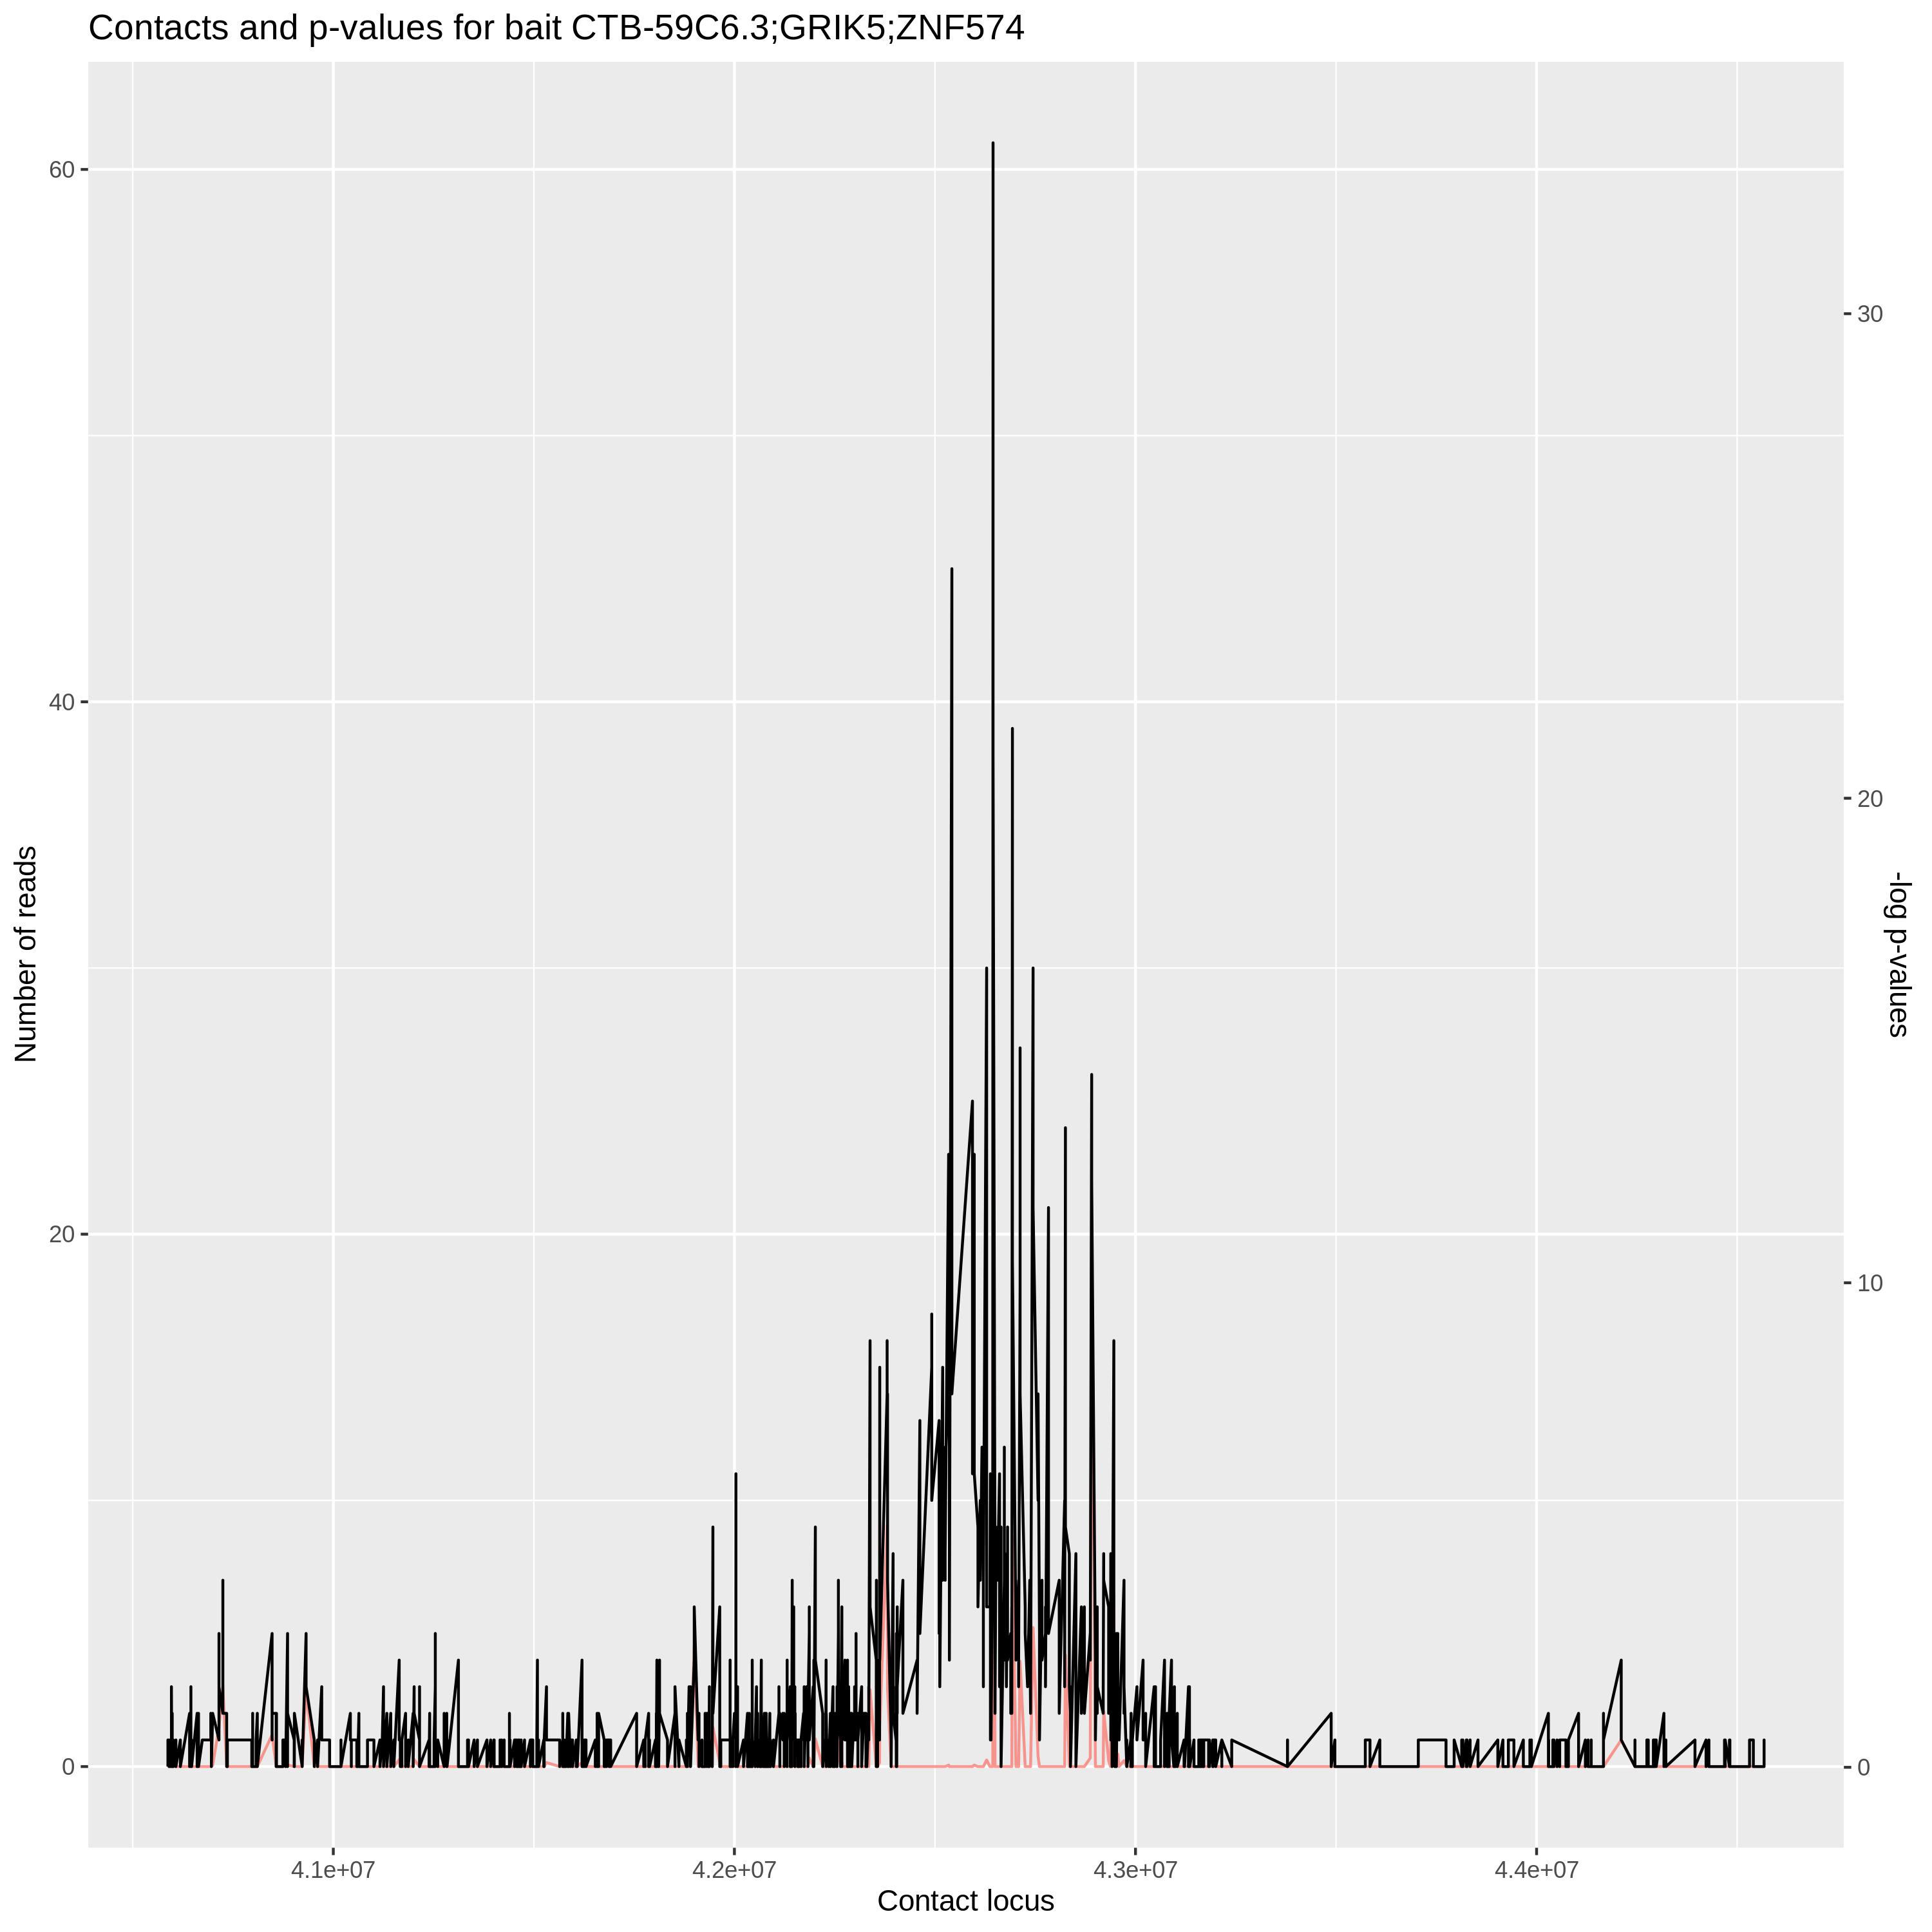 Contacts and p-values for bait CTB-59C6.3;GRIK5;ZNF574
60
40
20
0
Number of reads
30
20
10
0
-log p-values
4.1e+07 4.2e+07 4.3e+07 4.4e+07
Contact locus